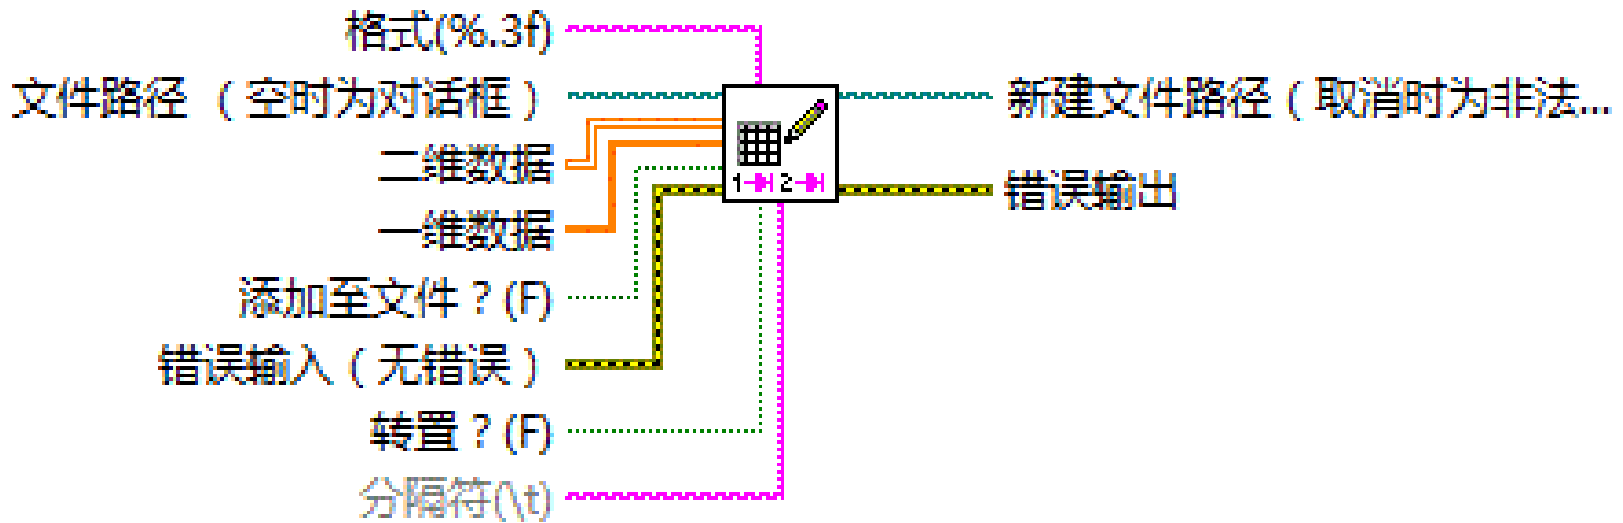 格式(%.3f)
文件路径（空时为对话框）
二维数据
一维数据
添加至文件？(F)
错误输入（无错误）
转置？(F)
分隔符(\t)
1 2
新建文件路径（取消时为非法...
错误输出